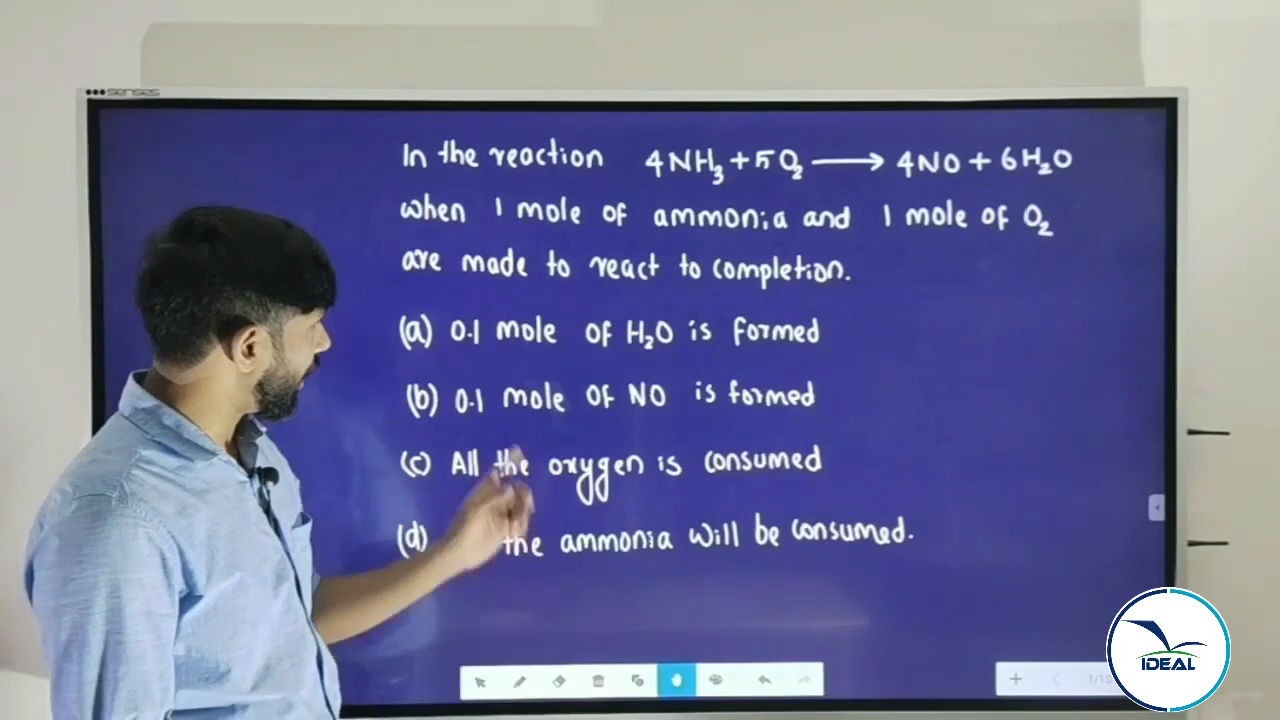 senses
In the reaction 4NH₃ + 5O₂ ⟶ 4NO + 6H₂O
when 1 mole of ammonia and 1 mole of O₂
are made to react to completion.
(a) 0.1 mole of H₂O is formed
(b) 0.1 mole of NO is formed
(c) All the oxygen is consumed
(d) the ammonia will be consumed.
IDEAL